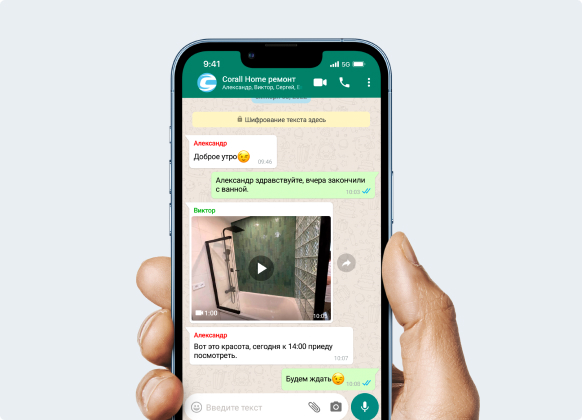 9:41
5G
Corall Home ремонт
Александр, Виктор, Сергей,
Шифрование текста здесь
Александр
Доброе утро😉
09:46
Александр здравствуйте, вчера закончили
с ванной.
10:03
Виктор
1:00
10:05
Александр
Вот это красота, сегодня к 14:00 приеду
посмотреть.
10:07
Будем ждать😉
10:08
Введите текст